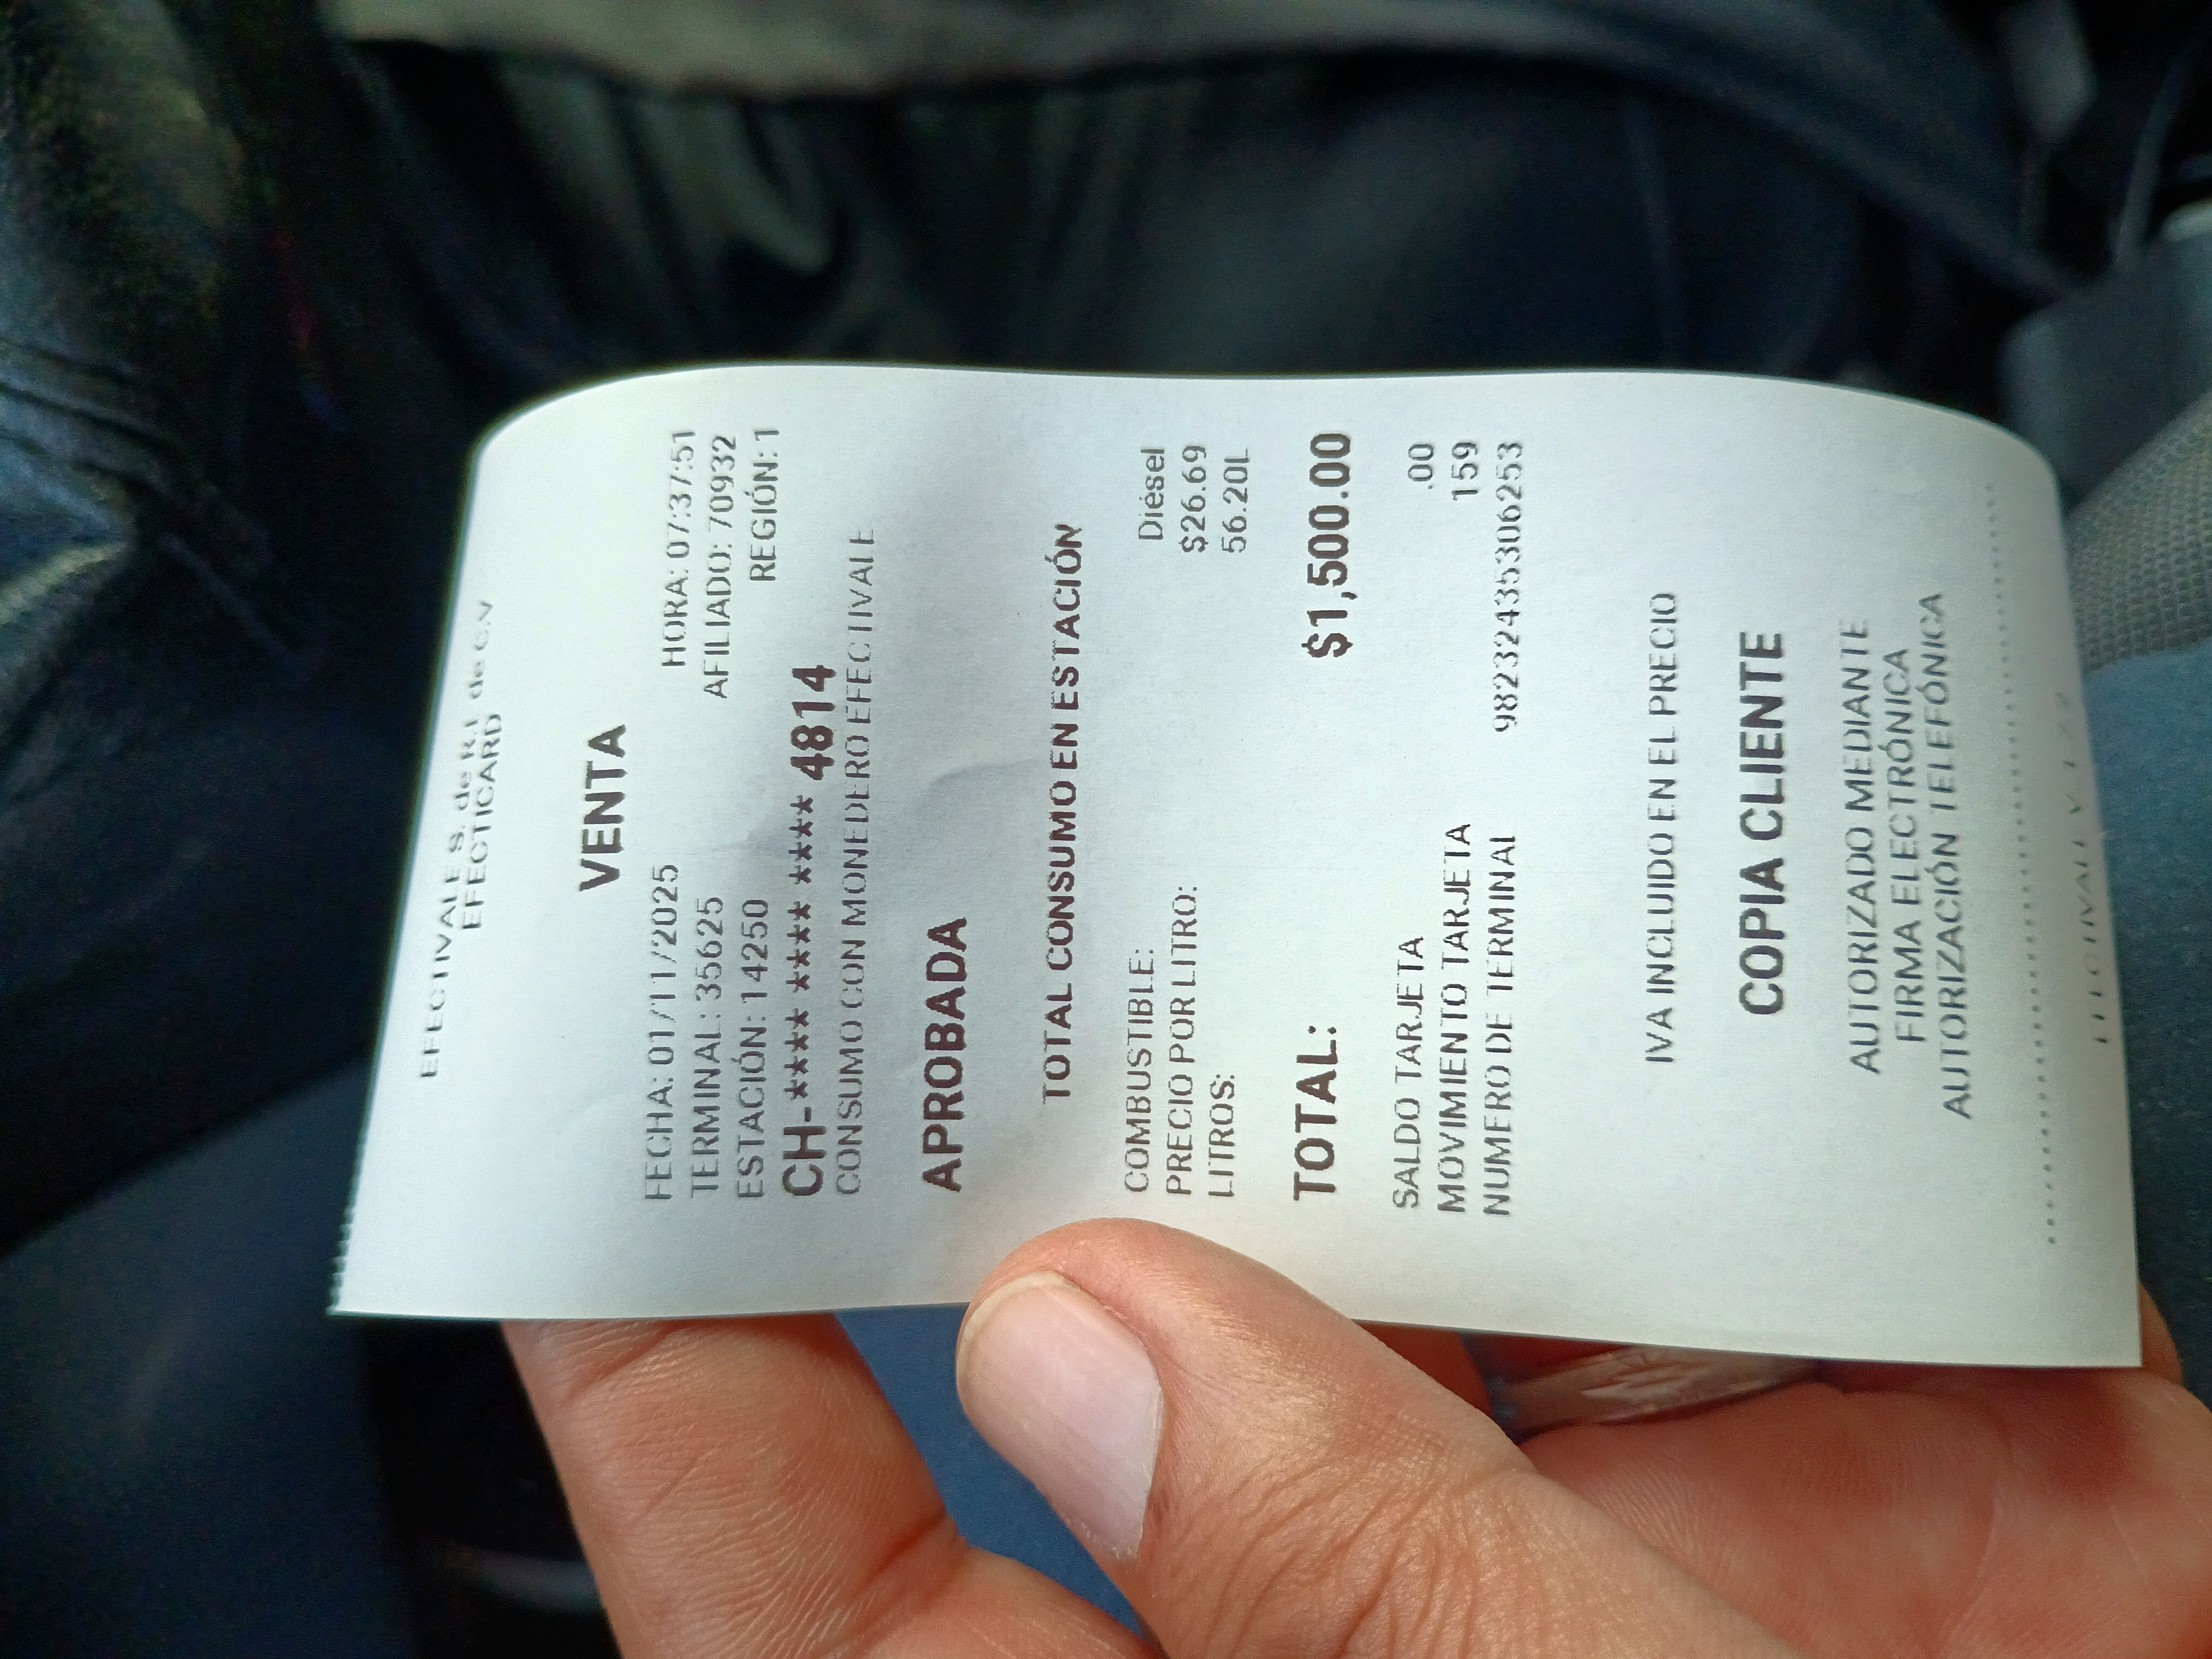 EFECTIVALE S. de R.L de C.V
EFECTICARD
VENTA
FECHA: 01/11/2025 HORA: 07:37:51
TERMINAL: 35625 AFILIADO: 70932
ESTACIÓN: 14250 REGIÓN: 1
CH-**** **** **** **** 4814
CONSUMO CON MONEDERO EFECTIVALE
APROBADA
TOTAL CONSUMO EN ESTACIÓN
COMBUSTIBLE: Diésel
PRECIO POR LITRO: $26.69
LITROS: 56.20L
TOTAL: $1,500.00
SALDO TARJETA .00
MOVIMIENTO TARJETA 159
NUMERO DE TERMINAL 982324353306253
IVA INCLUIDO EN EL PRECIO
COPIA CLIENTE
AUTORIZADO MEDIANTE
FIRMA ELECTRÓNICA
AUTORIZACIÓN TELEFÓNICA